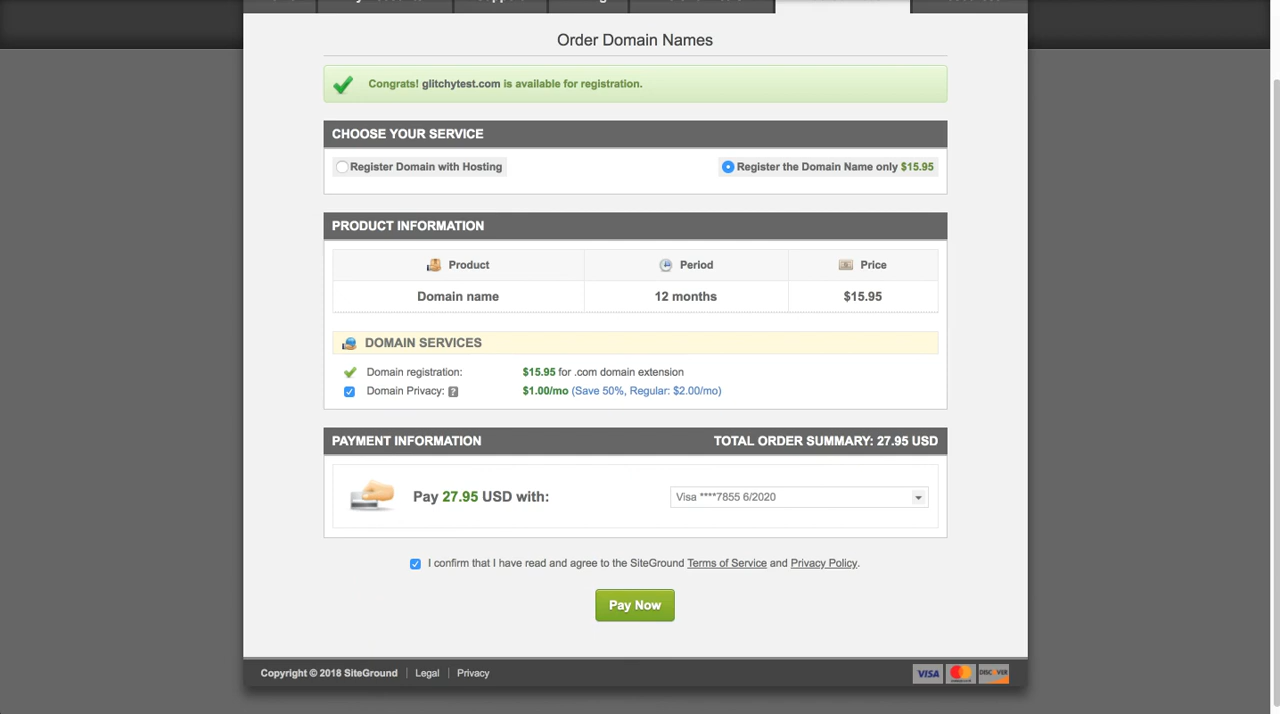 Order Domain Names
Congrats! glitchytest.com is available for registration.
CHOOSE YOUR SERVICE
Register Domain with Hosting
Register the Domain Name only $15.95
PRODUCT INFORMATION
Product Period Price
Domain name 12 months $15.95
DOMAIN SERVICES
Domain registration: $15.95 for .com domain extension
Domain Privacy: ? $1.00/mo (Save 50%, Regular: $2.00/mo)
PAYMENT INFORMATION TOTAL ORDER SUMMARY: 27.95 USD
Pay 27.95 USD with: Visa ****7855 6/2020
I confirm that I have read and agree to the SiteGround Terms of Service and Privacy Policy.
Pay Now
Copyright © 2018 SiteGround | Legal | Privacy
VISA
DISCOVER